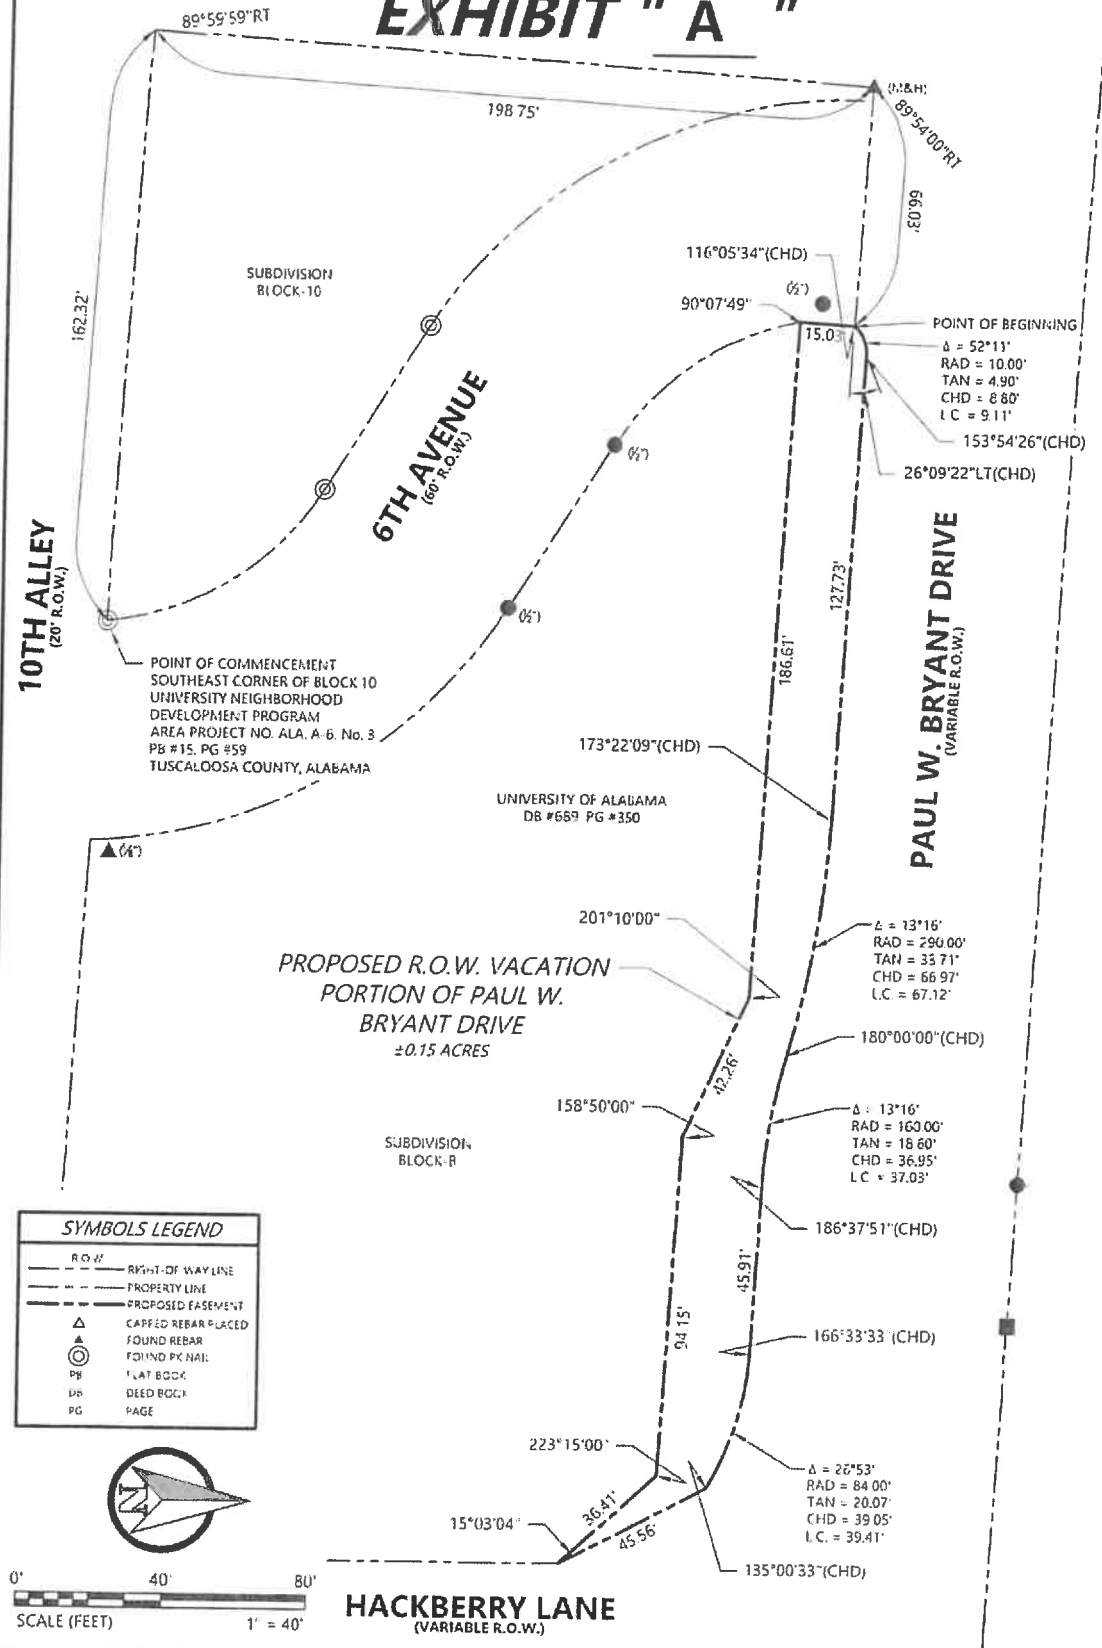 EXHIBIT " A "
89°59'59"RT
198.75'
(M&H)
89°54'00"RT
66.03'
162.32'
SUBDIVISION
BLOCK-10
116°05'34"(CHD)
(½")
90°07'49"
15.03
POINT OF BEGINNING
Δ = 52°11'
RAD = 10.00'
TAN = 4.90'
CHD = 8.80'
L.C = 9.11'
153°54'26"(CHD)
26°09'22"LT(CHD)
6TH AVENUE
(60' R.O.W.)
(½")
(½")
10TH ALLEY
(20' R.O.W.)
POINT OF COMMENCEMENT
SOUTHEAST CORNER OF BLOCK 10
UNIVERSITY NEIGHBORHOOD
DEVELOPMENT PROGRAM
AREA PROJECT NO. ALA. A-6. No. 3
PB #15. PG #59
TUSCALOOSA COUNTY, ALABAMA
127.73'
186.61'
PAUL W. BRYANT DRIVE
(VARIABLE R.O.W.)
173°22'09"(CHD)
UNIVERSITY OF ALABAMA
DB #669 PG #350
201°10'00"
Δ = 13°16'
RAD = 290.00'
TAN = 33.71'
CHD = 66.97'
L.C. = 67.12'
PROPOSED R.O.W. VACATION
PORTION OF PAUL W.
BRYANT DRIVE
±0.15 ACRES
180°00'00"(CHD)
42.26'
158°50'00"
Δ = 13°16'
RAD = 160.00'
TAN = 18.60'
CHD = 36.95'
L.C = 37.03'
SUBDIVISION
186°37'51"(CHD)
45.91'
94.15'
166°33'33"(CHD)
SYMBOLS LEGEND
R.O.W
RIGHT-OF WAY LINE
PROPERTY LINE
PROPOSED EASEMENT
CAPPED REBAR PLACED
FOUND REBAR
FOUND PK NAIL
PB PLAT BOOK
DB DEED BOOK
PG PAGE
N
223°15'00"
Δ = 26°53'
RAD = 84.00'
TAN = 20.07'
CHD = 39.05'
L.C. = 39.41'
36.41'
45.56'
15°03'04"
135°00'33"(CHD)
0' 40' 80'
SCALE (FEET) 1" = 40'
HACKBERRY LANE
(VARIABLE R.O.W.)